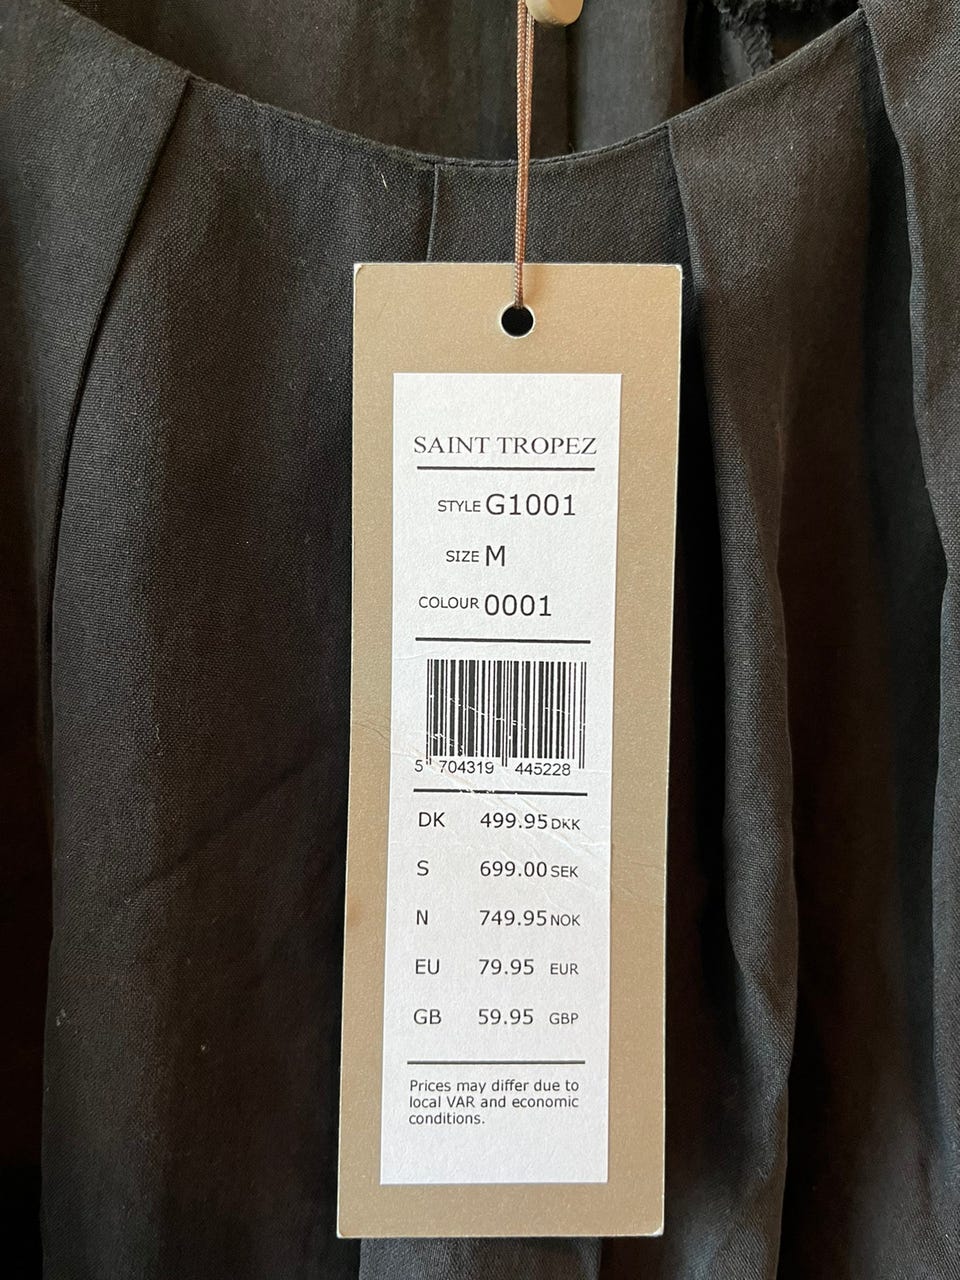 SAINT TROPEZ
STYLE G1001
SIZE M
COLOUR 0001
5 704319 445228
DK 499.95 DKK
S 699.00 SEK
N 749.95 NOK
EU 79.95 EUR
GB 59.95 GBP
Prices may differ due to
local VAR and economic
conditions.